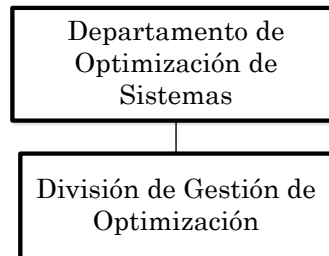 Departamento de
Optimización de
Sistemas
División de Gestión de
Optimización